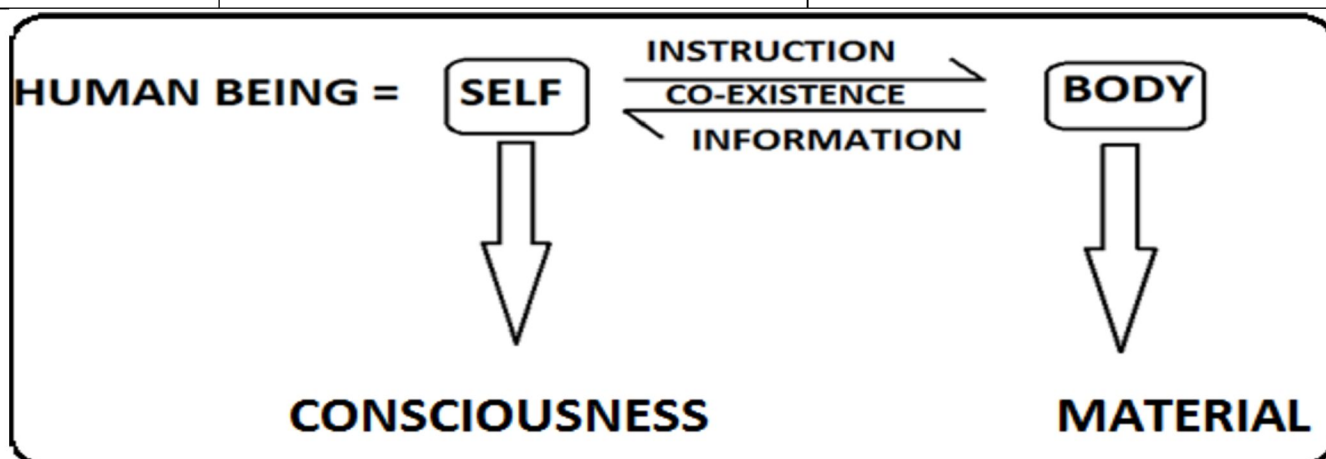 INSTRUCTION
HUMAN BEING = SELF CO-EXISTENCE BODY
INFORMATION
CONSCIOUSNESS MATERIAL